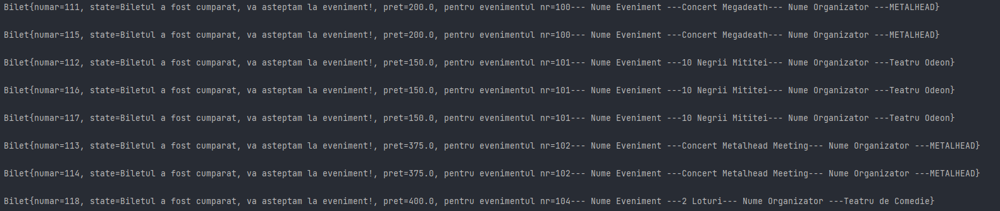 Bilet{numar=111, state=Biletul a fost cumparat, va asteptam la eveniment!, pret=200.0, pentru evenimentul nr=100--- Nume Eveniment ---Concert Megadeath--- Nume Organizator ---METALHEAD}
Bilet{numar=115, state=Biletul a fost cumparat, va asteptam la eveniment!, pret=200.0, pentru evenimentul nr=100--- Nume Eveniment ---Concert Megadeath--- Nume Organizator ---METALHEAD}
Bilet{numar=112, state=Biletul a fost cumparat, va asteptam la eveniment!, pret=150.0, pentru evenimentul nr=101--- Nume Eveniment ---10 Negrii Mititei--- Nume Organizator ---Teatru Odeon}
Bilet{numar=116, state=Biletul a fost cumparat, va asteptam la eveniment!, pret=150.0, pentru evenimentul nr=101--- Nume Eveniment ---10 Negrii Mititei--- Nume Organizator ---Teatru Odeon}
Bilet{numar=117, state=Biletul a fost cumparat, va asteptam la eveniment!, pret=150.0, pentru evenimentul nr=101--- Nume Eveniment ---10 Negrii Mititei--- Nume Organizator ---Teatru Odeon}
Bilet{numar=113, state=Biletul a fost cumparat, va asteptam la eveniment!, pret=375.0, pentru evenimentul nr=102--- Nume Eveniment ---Concert Metalhead Meeting--- Nume Organizator ---METALHEAD}
Bilet{numar=114, state=Biletul a fost cumparat, va asteptam la eveniment!, pret=375.0, pentru evenimentul nr=102--- Nume Eveniment ---Concert Metalhead Meeting--- Nume Organizator ---METALHEAD}
Bilet{numar=118, state=Biletul a fost cumparat, va asteptam la eveniment!, pret=400.0, pentru evenimentul nr=104--- Nume Eveniment ---2 Loturi--- Nume Organizator ---Teatru de Comedie}